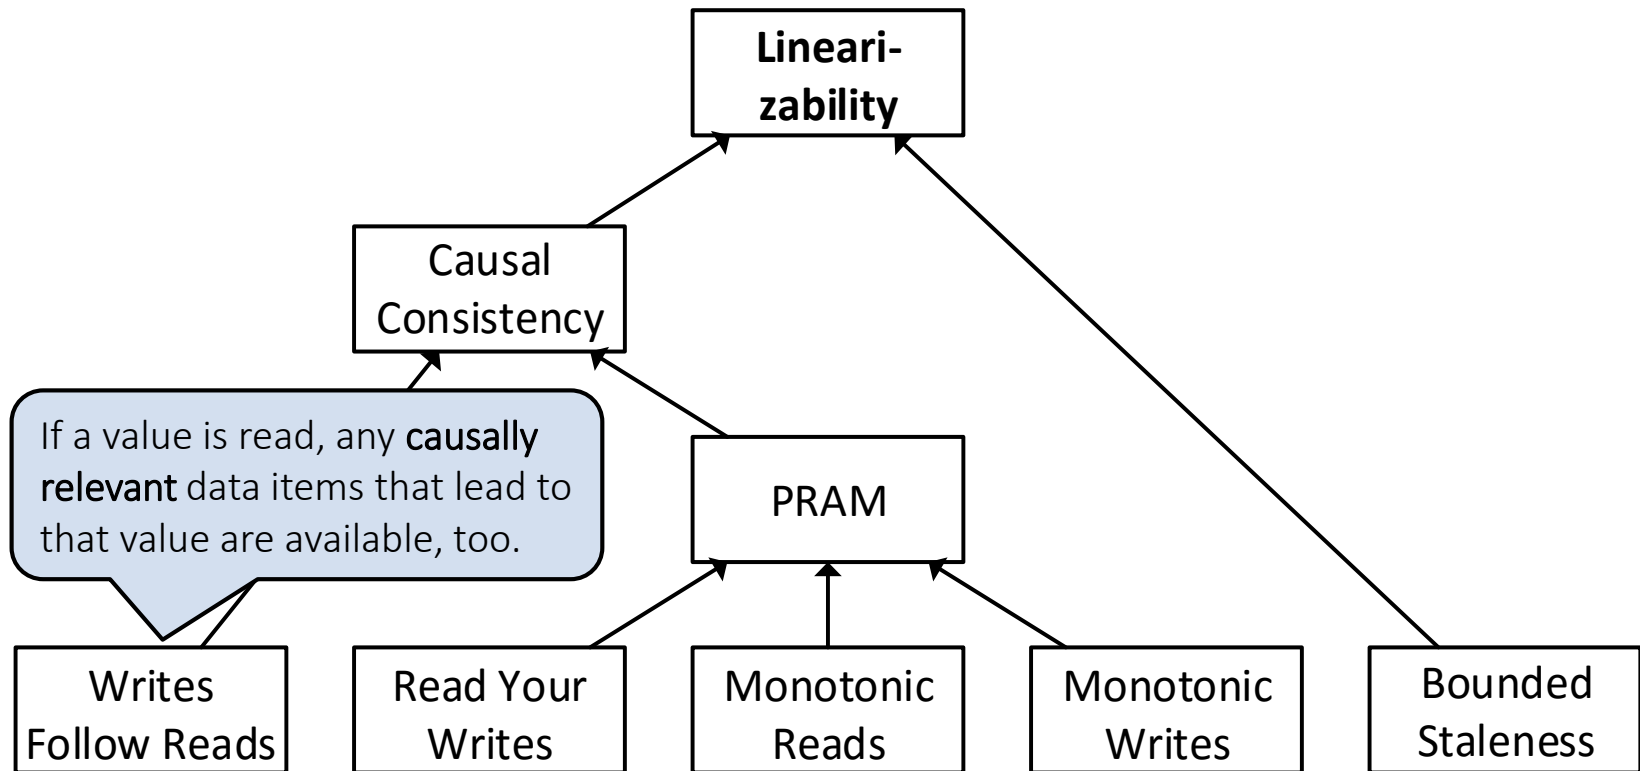 Lineari-
zability
Causal
Consistency
If a value is read, any causally
relevant data items that lead to
that value are available, too.
PRAM
Writes
Follow Reads
Read Your
Writes
Monotonic
Reads
Monotonic
Writes
Bounded
Staleness